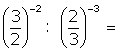 (3/2)⁻² : (2/3)⁻³ =